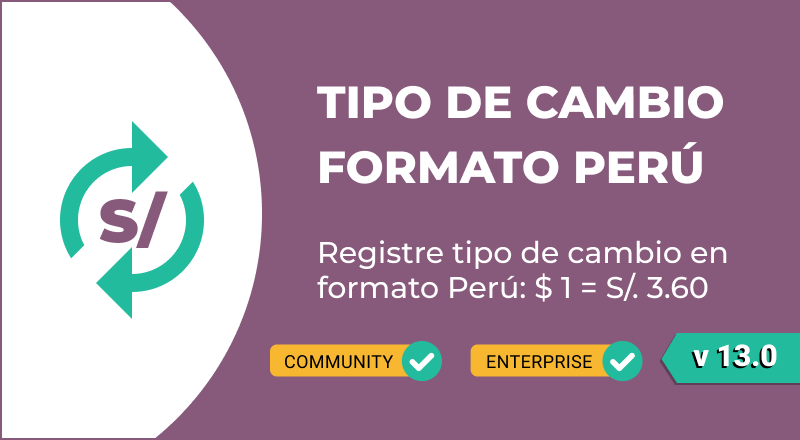 S/
TIPO DE CAMBIO
FORMATO PERÚ
Registre tipo de cambio en
formato Perú: $ 1 = S/. 3.60
COMMUNITY
ENTERPRISE
v 13.0